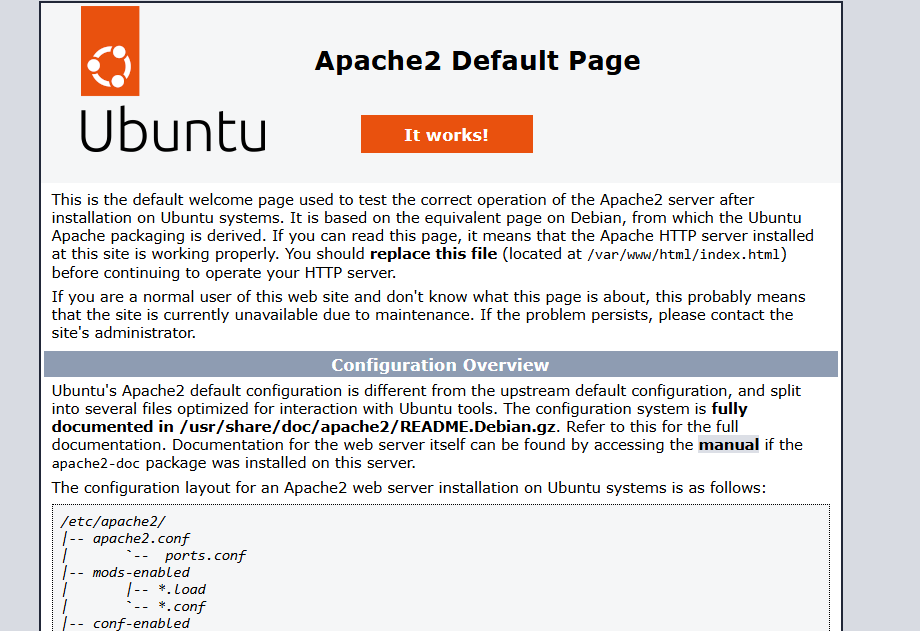 Apache2 Default Page
Ubuntu
It works!
This is the default welcome page used to test the correct operation of the Apache2 server after
installation on Ubuntu systems. It is based on the equivalent page on Debian, from which the Ubuntu
Apache packaging is derived. If you can read this page, it means that the Apache HTTP server installed
at this site is working properly. You should replace this file (located at /var/www/html/index.html)
before continuing to operate your HTTP server.
If you are a normal user of this web site and don't know what this page is about, this probably means
that the site is currently unavailable due to maintenance. If the problem persists, please contact the
site's administrator.
Configuration Overview
Ubuntu's Apache2 default configuration is different from the upstream default configuration, and split
into several files optimized for interaction with Ubuntu tools. The configuration system is fully
documented in /usr/share/doc/apache2/README.Debian.gz. Refer to this for the full
documentation. Documentation for the web server itself can be found by accessing the manual if the
apache2-doc package was installed on this server.
The configuration layout for an Apache2 web server installation on Ubuntu systems is as follows:
/etc/apache2/
|-- apache2.conf
|       `--  ports.conf
|-- mods-enabled
|       |-- *.load
|       `-- *.conf
|-- conf-enabled